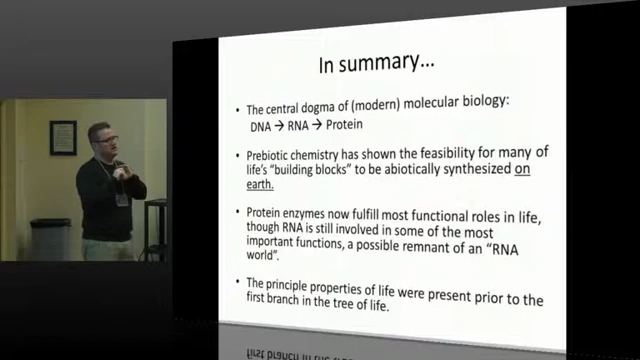 In summary...
• The central dogma of (modern) molecular biology:
DNA → RNA → Protein
• Prebiotic chemistry has shown the feasibility for many of
life's "building blocks" to be abiotically synthesized on
earth.
• Protein enzymes now fulfill most functional roles in life,
though RNA is still involved in some of the most
important functions, a possible remnant of an "RNA
world".
• The principle properties of life were present prior to the
first branch in the tree of life.